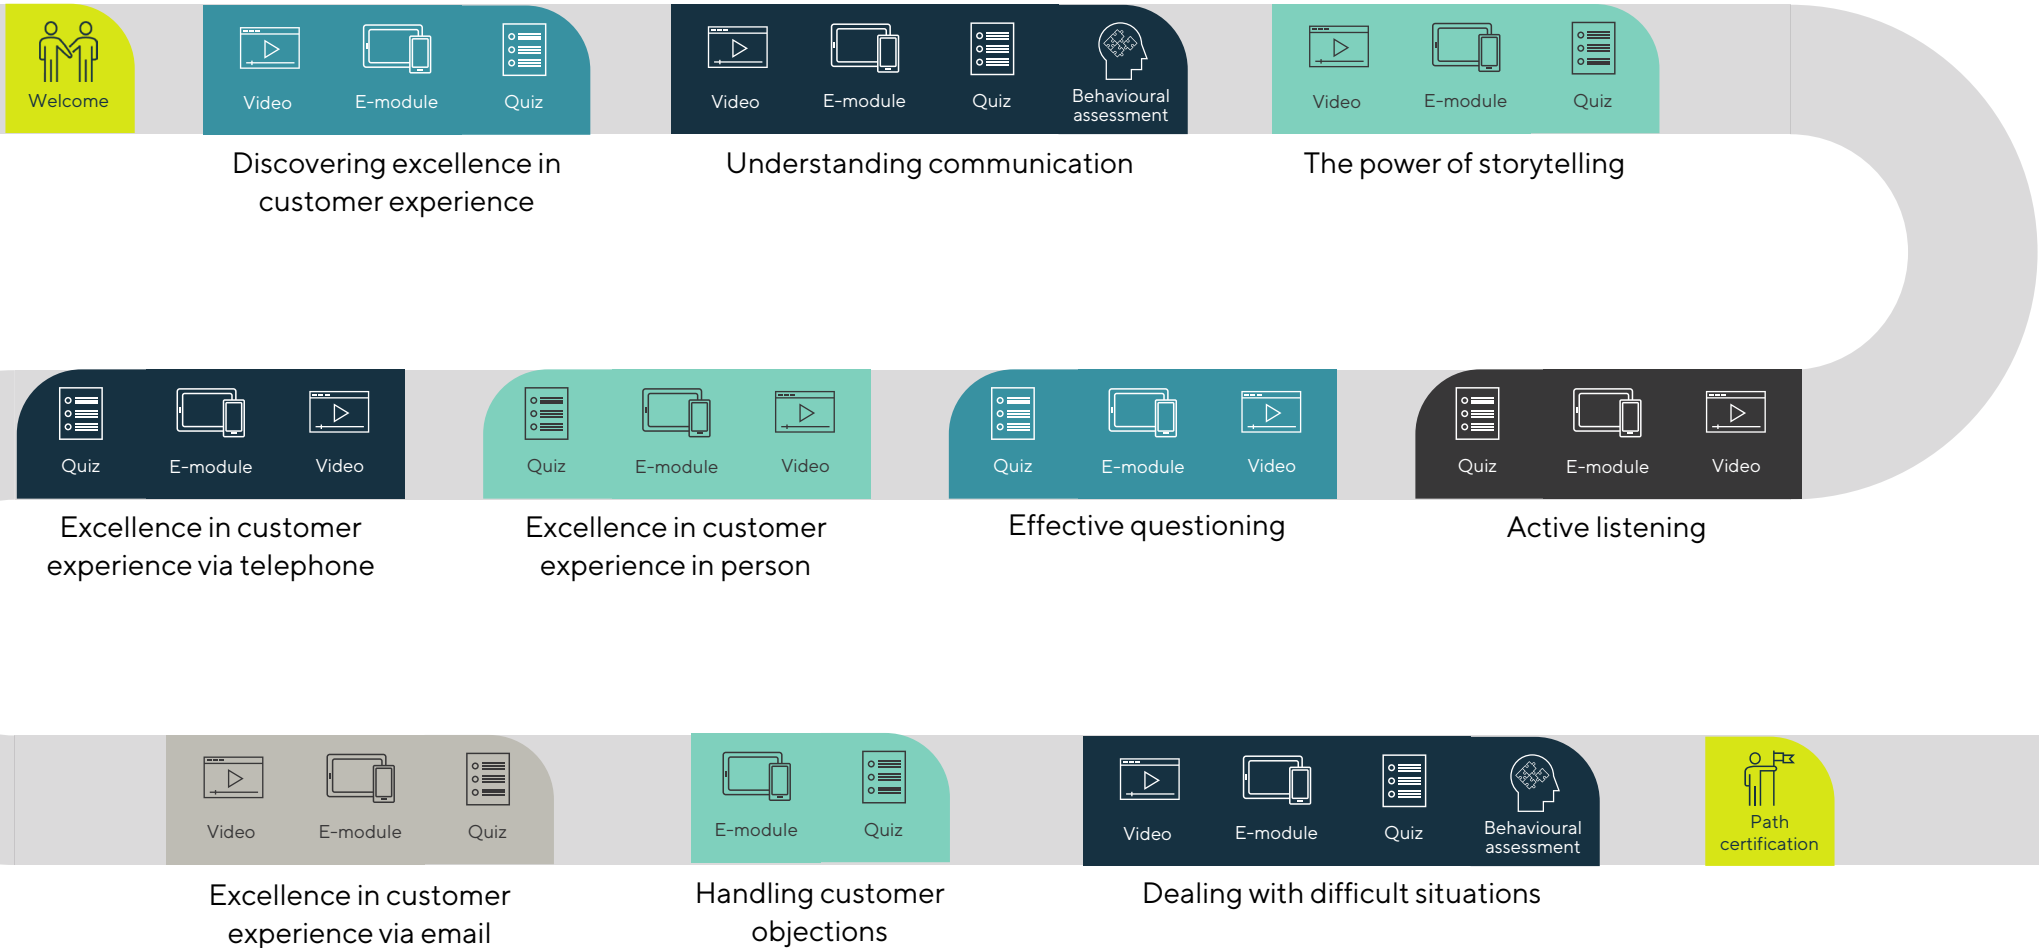 Welcome
Video
E-module
Quiz
Discovering excellence in
customer experience
Video
E-module
Quiz
Behavioural
assessment
Understanding communication
Video
E-module
Quiz
The power of storytelling
Quiz
E-module
Video
Excellence in customer
experience via telephone
Quiz
E-module
Video
Excellence in customer
experience in person
Quiz
E-module
Video
Effective questioning
Quiz
E-module
Video
Active listening
Video
E-module
Quiz
Excellence in customer
experience via email
E-module
Quiz
Handling customer
objections
Video
E-module
Quiz
Behavioural
assessment
Dealing with difficult situations
Path
certification